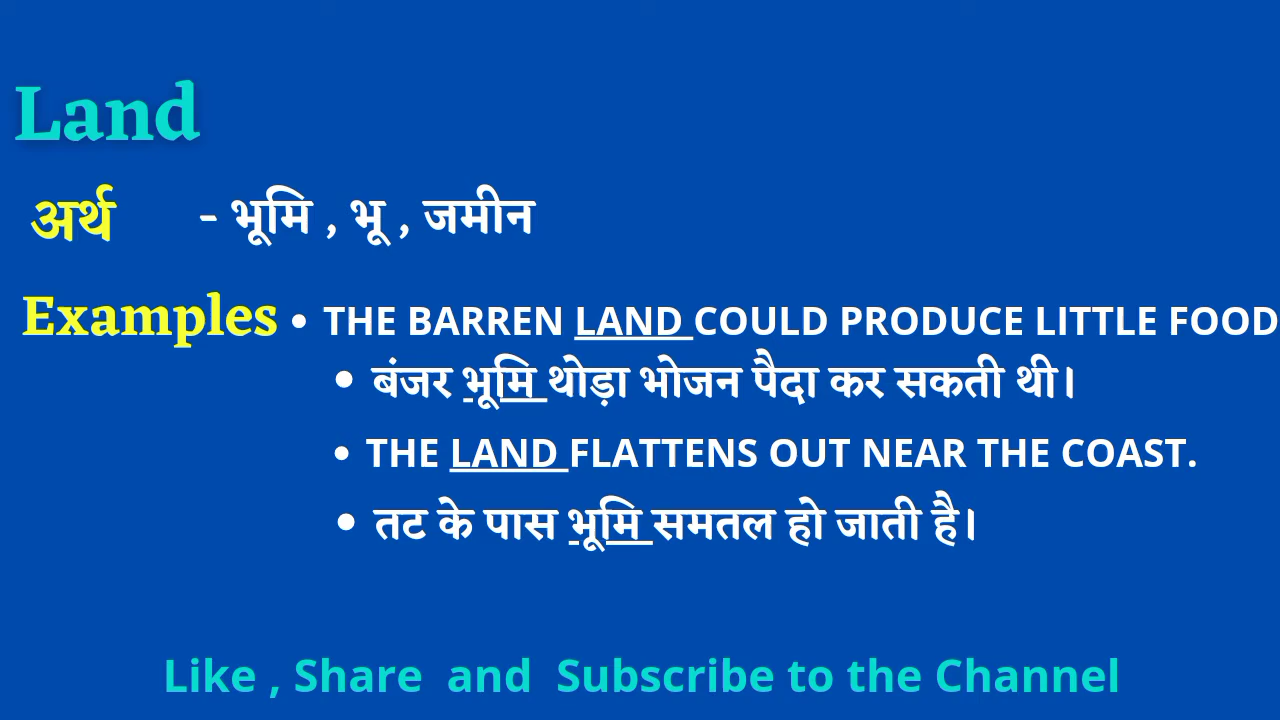 Land
अर्थ - भूमि , भू , जमीन
Examples • THE BARREN LAND COULD PRODUCE LITTLE FOOD
• बंजर भूमि थोड़ा भोजन पैदा कर सकती थी।
• THE LAND FLATTENS OUT NEAR THE COAST.
• तट के पास भूमि समतल हो जाती है।
Like , Share and Subscribe to the Channel